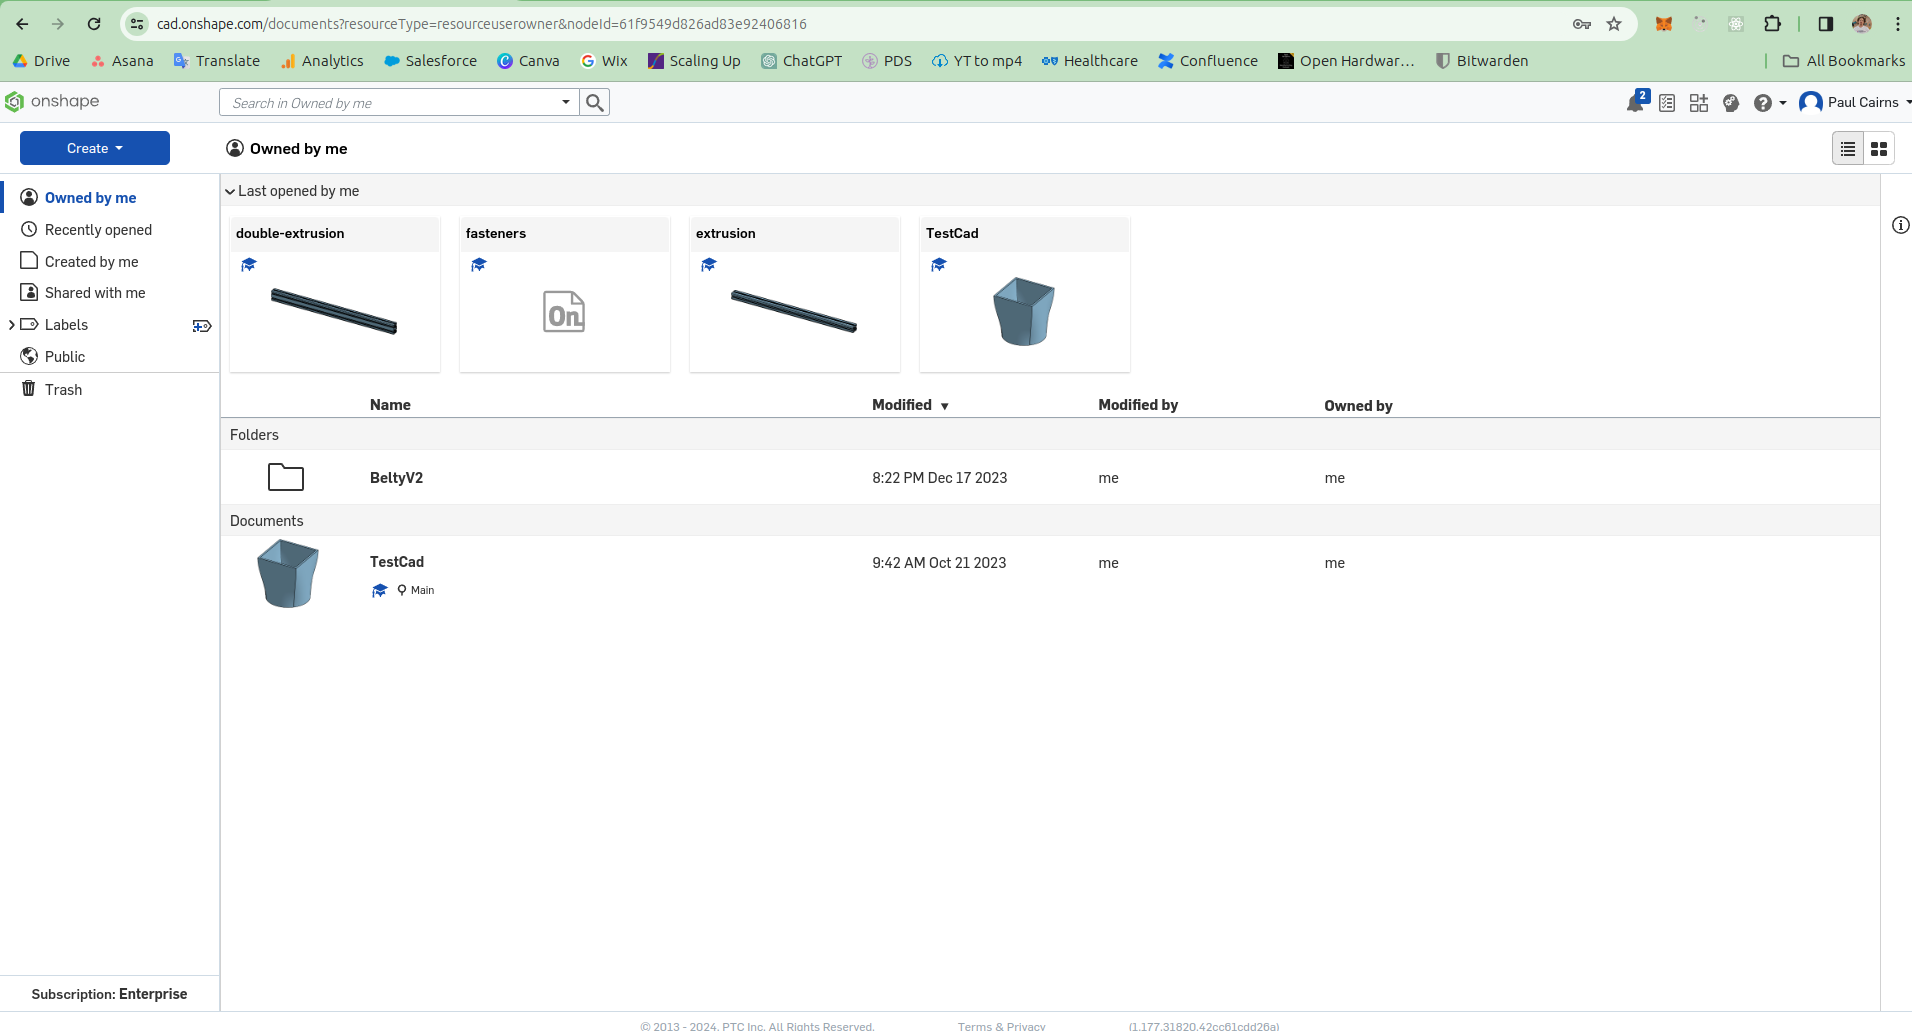 cad.onshape.com/documents?resourceType=resourceuserowner&nodeId=61f9549d826ad83e92406816
Drive Asana Translate Analytics Salesforce Canva Wix Scaling Up ChatGPT PDS YT to mp4 Healthcare Confluence Open Hardwar… Bitwarden All Bookmarks
onshape Search in Owned by me 2 Paul Cairns
Create Owned by me
Owned by me
Recently opened
Created by me
Shared with me
Labels
Public
Trash
Last opened by me
double-extrusion fasteners extrusion TestCad
On
Name Modified Modified by Owned by
Folders
BeltyV2 8:22 PM Dec 17 2023 me me
Documents
TestCad 9:42 AM Oct 21 2023 me me
Main
Subscription: Enterprise
© 2013 - 2024, PTC Inc. All Rights Reserved. Terms & Privacy (1.177.31820.42cc61cdd26a)